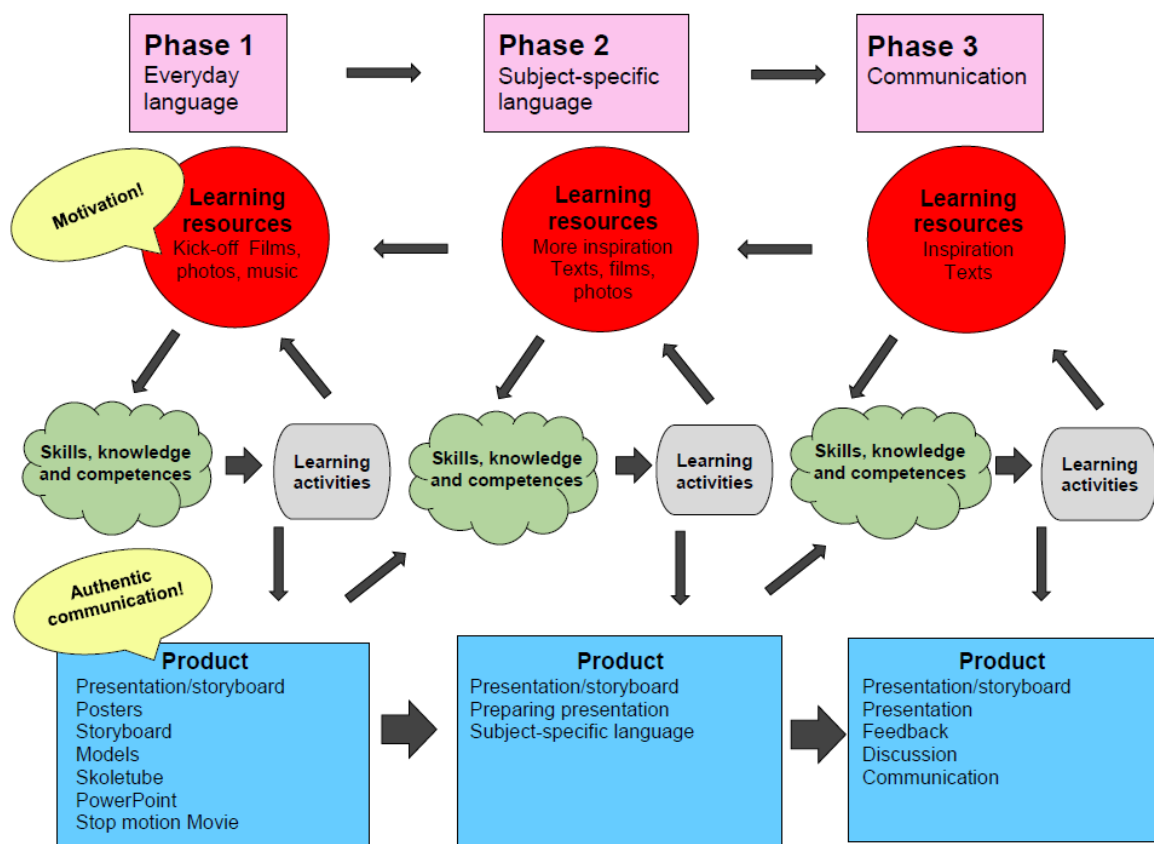 Phase 1
Everyday
language
Phase 2
Subject-specific
language
Phase 3
Communication
Motivation!
Learning
resources
Kick-off Films,
photos, music
Learning
resources
More inspiration
Texts, films,
photos
Learning
resources
Inspiration
Texts
Skills, knowledge
and competences
Learning
activities
Skills, knowledge
and competences
Learning
activities
Skills, knowledge
and competences
Learning
activities
Authentic
communication!
Product
Presentation/storyboard
Posters
Storyboard
Models
Skoletube
PowerPoint
Stop motion Movie
Product
Presentation/storyboard
Preparing presentation
Subject-specific language
Product
Presentation/storyboard
Presentation
Feedback
Discussion
Communication